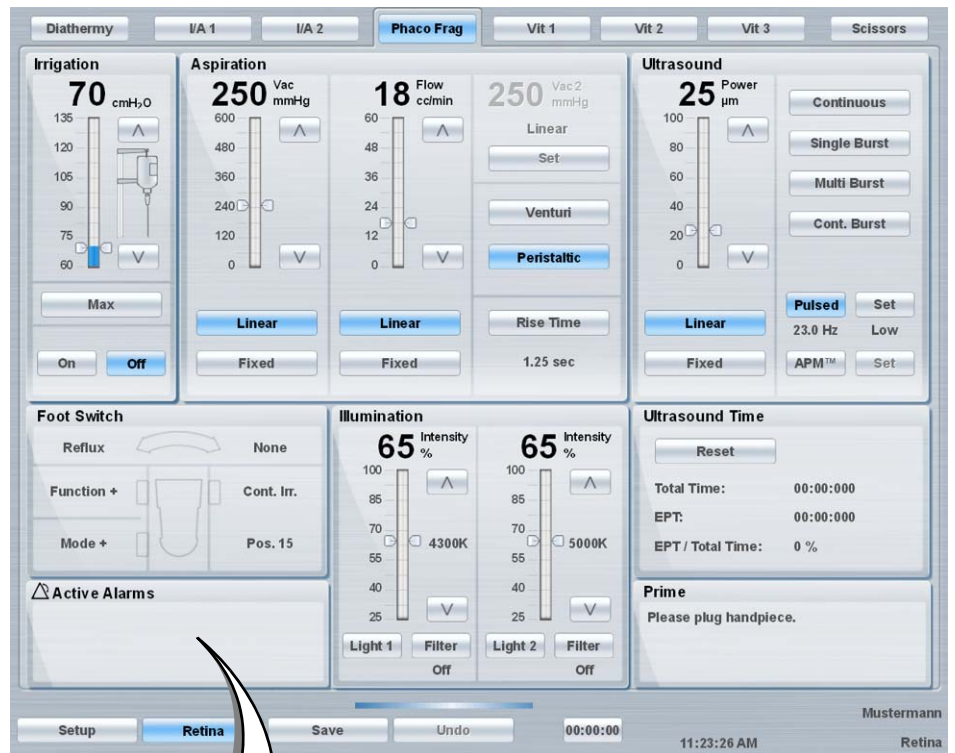 Diathermy I/A 1 I/A 2 Phaco Frag Vit 1 Vit 2 Vit 3 Scissors
Irrigation
70 cmH₂O
135
120
105
90
75
60
Max
On Off
Aspiration
250 Vac mmHg
600
480
360
240
120
0
Linear
Fixed
18 Flow cc/min
60
48
36
24
12
0
Linear
Fixed
250 Vac 2 mmHg
Linear
Set
Venturi
Peristaltic
Rise Time
1.25 sec
Ultrasound
25 Power µm
100
80
60
40
20
0
Linear
Fixed
Continuous
Single Burst
Multi Burst
Cont. Burst
Pulsed Set
23.0 Hz Low
APM™ Set
Foot Switch
Reflux None
Function + Cont. Irr.
Mode + Pos. 15
Active Alarms
Illumination
65 Intensity %
100
85
70
55
40
25
4300K
Light 1 Filter
Off
65 Intensity %
100
85
70
55
40
25
5000K
Light 2 Filter
Off
Ultrasound Time
Reset
Total Time: 00:00:000
EPT: 00:00:000
EPT / Total Time: 0 %
Prime
Please plug handpiece.
Setup Retina Save Undo 00:00:00
Mustermann
11:23:26 AM Retina